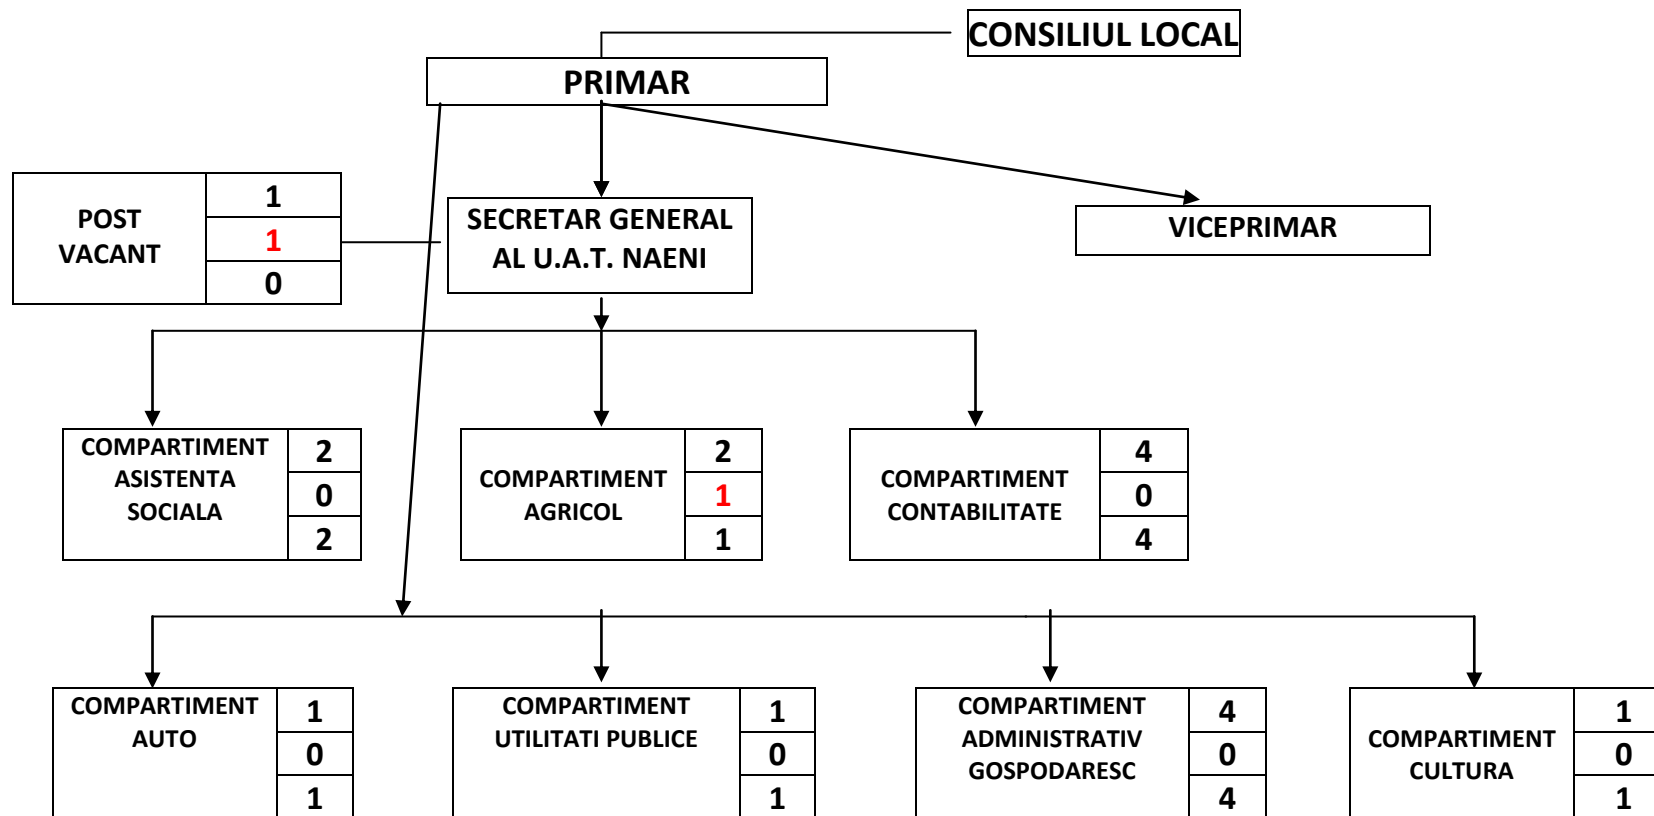 CONSILIUL LOCAL
PRIMAR
POST
VACANT
1
1
0
SECRETAR GENERAL
AL U.A.T. NAENI
VICEPRIMAR
COMPARTIMENT
ASISTENTA
SOCIALA
2
0
2
COMPARTIMENT
AGRICOL
2
1
1
COMPARTIMENT
CONTABILITATE
4
0
4
COMPARTIMENT
AUTO
1
0
1
COMPARTIMENT
UTILITATI PUBLICE
1
0
1
COMPARTIMENT
ADMINISTRATIV
GOSPODARESC
4
0
4
COMPARTIMENT
CULTURA
1
0
1